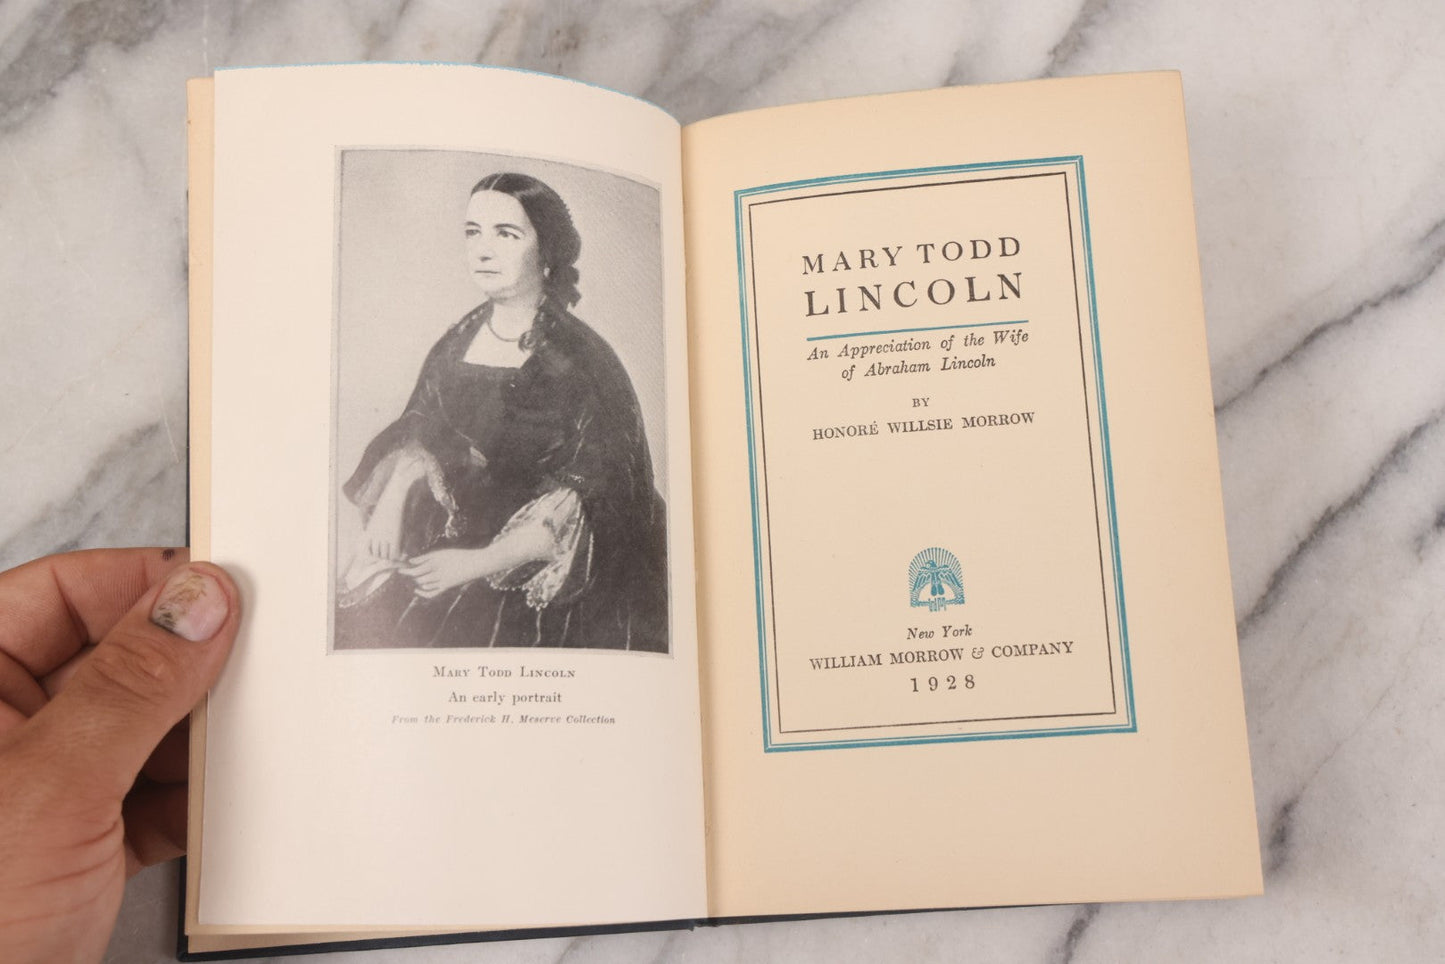 MARY TODD LINCOLN
An early portrait
From the Frederick H. Meserve Collection
MARY TODD
LINCOLN
An Appreciation of the Wife
of Abraham Lincoln
BY
HONORÉ WILLSIE MORROW
New York
WILLIAM MORROW & COMPANY
1928